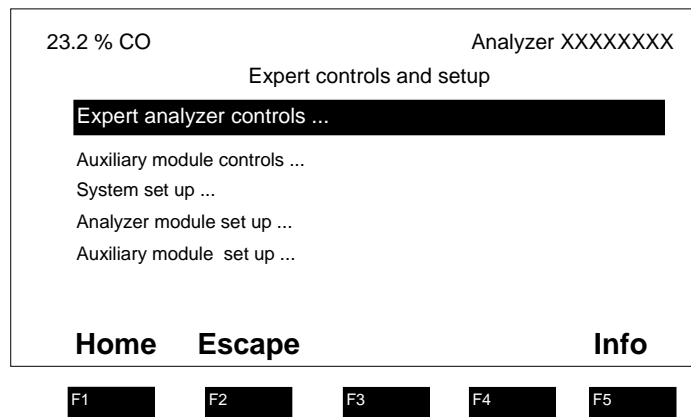 23.2 % CO Analyzer XXXXXXXX
Expert controls and setup
Expert analyzer controls ...
Auxiliary module controls ...
System set up ...
Analyzer module set up ...
Auxiliary module set up ...
Home Escape Info
F1 F2 F3 F4 F5